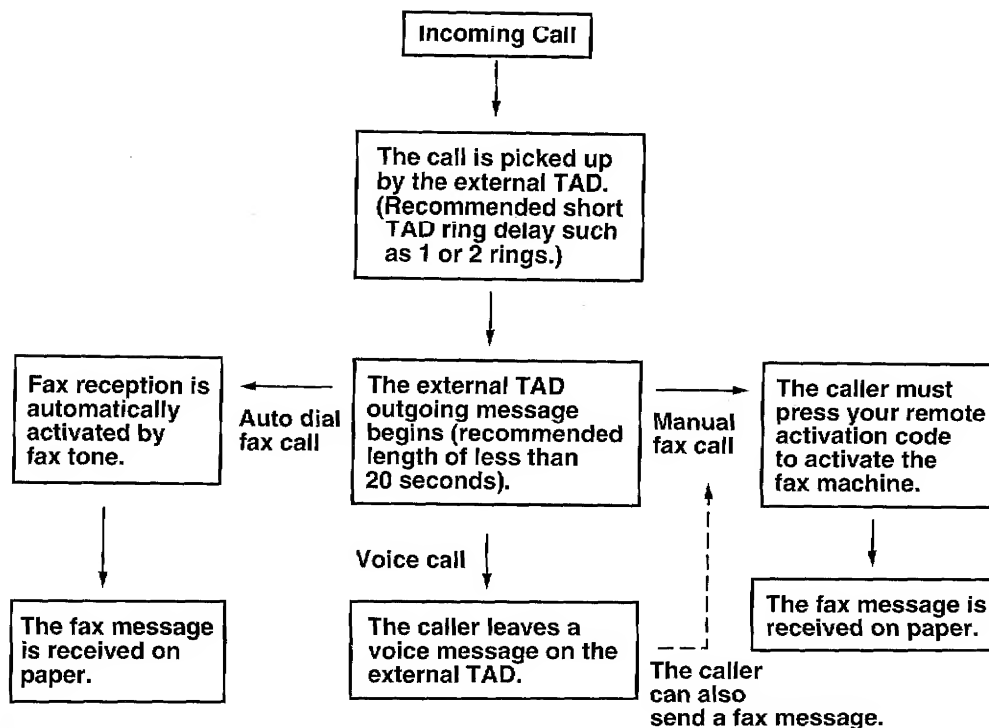 Incoming Call
The call is picked up
by the external TAD.
(Recommended short
TAD ring delay such
as 1 or 2 rings.)
Fax reception is
automatically
activated by
fax tone.
Auto dial
fax call
The external TAD
outgoing message
begins (recommended
length of less than
20 seconds).
Manual
fax call
The caller must
press your remote
activation code
to activate the
fax machine.
Voice call
The fax message
is received on
paper.
The caller leaves a
voice message on the
external TAD.
The fax message is
received on paper.
The caller
can also
send a fax message.